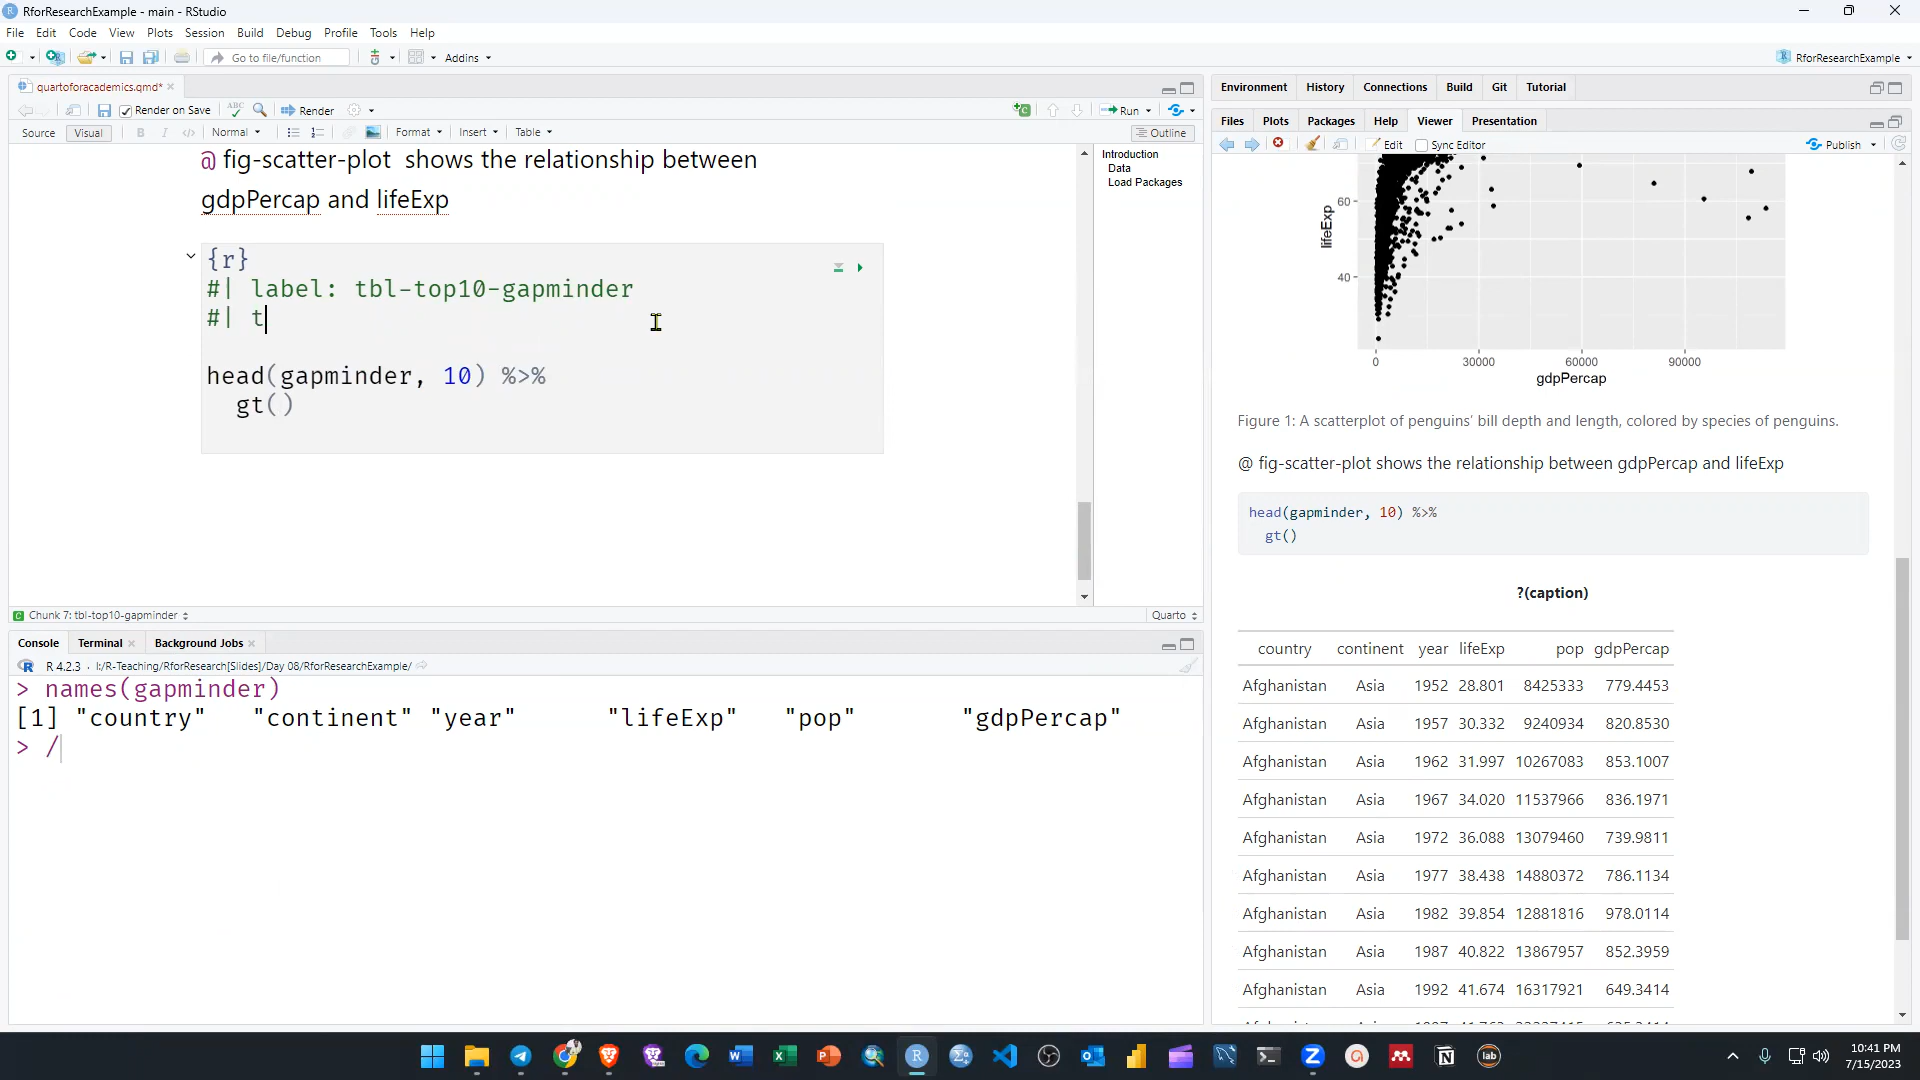 RforResearchExample - main - RStudio
File Edit Code View Plots Session Build Debug Profile Tools Help
Go to file/function Addins RforResearchExample
quartoforacademics.qmd*
Render on Save ABC Render Run
Source Visual B I </> Normal Format Insert Table Outline
@ fig-scatter-plot shows the relationship between
gdpPercap and lifeExp
{r}
#| label: tbl-top10-gapminder
#| t
head(gapminder, 10) %>%
gt()
Introduction
Data
Load Packages
Chunk 7: tbl-top10-gapminder Quarto
Console Terminal Background Jobs
R 4.2.3 · I:/R-Teaching/RforResearch[Slides]/Day 08/RforResearchExample/
> names(gapminder)
[1] "country" "continent" "year" "lifeExp" "pop" "gdpPercap"
> /
Environment History Connections Build Git Tutorial
Files Plots Packages Help Viewer Presentation
Edit Sync Editor Publish
lifeExp
60
40
0 30000 60000 90000
gdpPercap
Figure 1: A scatterplot of penguins' bill depth and length, colored by species of penguins.
@ fig-scatter-plot shows the relationship between gdpPercap and lifeExp
head(gapminder, 10) %>%
gt()
?(caption)
country continent year lifeExp pop gdpPercap
Afghanistan Asia 1952 28.801 8425333 779.4453
Afghanistan Asia 1957 30.332 9240934 820.8530
Afghanistan Asia 1962 31.997 10267083 853.1007
Afghanistan Asia 1967 34.020 11537966 836.1971
Afghanistan Asia 1972 36.088 13079460 739.9811
Afghanistan Asia 1977 38.438 14880372 786.1134
Afghanistan Asia 1982 39.854 12881816 978.0114
Afghanistan Asia 1987 40.822 13867957 852.3959
Afghanistan Asia 1992 41.674 16317921 649.3414
lab
10:41 PM
7/15/2023